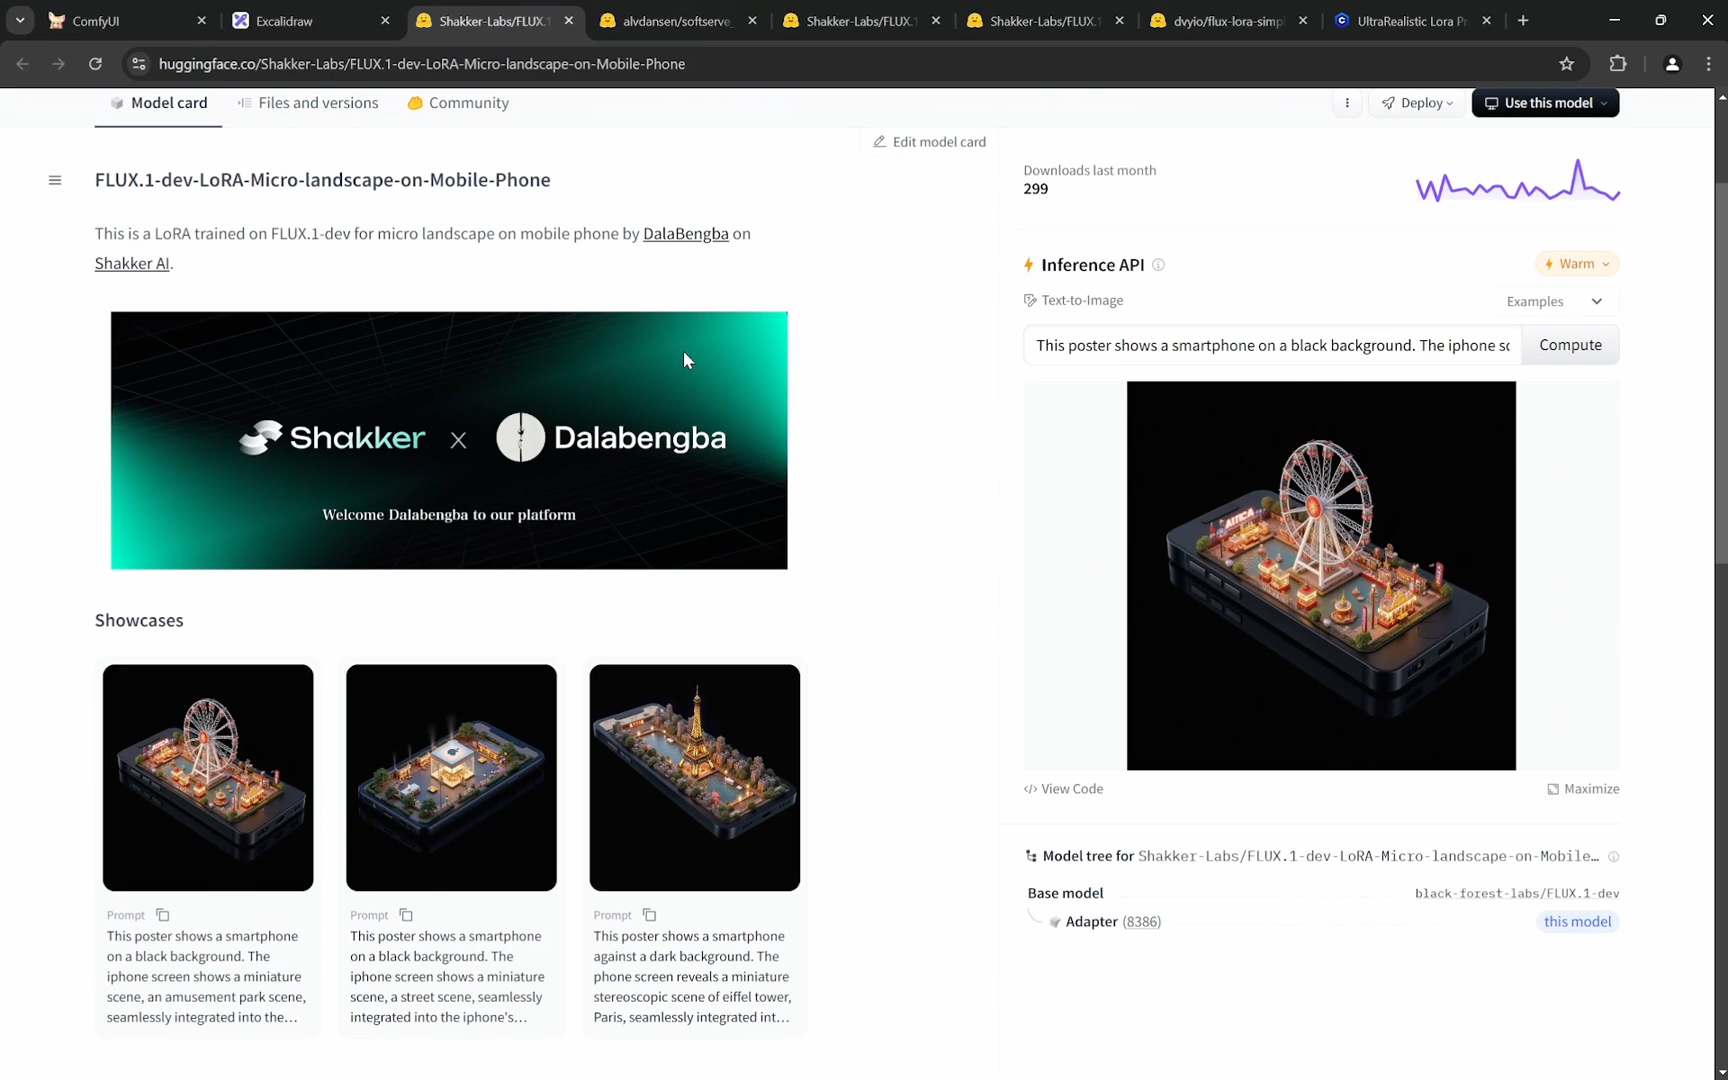 ComfyUI
Excalidraw
Shakker-Labs/FLUX.1
alvdansen/softserve_
Shakker-Labs/FLUX.1
Shakker-Labs/FLUX.1
dvyio/flux-lora-simpl
UltraRealistic Lora Pr
huggingface.co/Shakker-Labs/FLUX.1-dev-LoRA-Micro-landscape-on-Mobile-Phone
Model card
Files and versions
Community
Deploy
Use this model
Edit model card
FLUX.1-dev-LoRA-Micro-landscape-on-Mobile-Phone
This is a LoRA trained on FLUX.1-dev for micro landscape on mobile phone by DalaBengba on
Shakker AI.
Shakker x Dalabengba
Welcome Dalabengba to our platform
Showcases
Prompt
This poster shows a smartphone
on a black background. The
iphone screen shows a miniature
scene, an amusement park scene,
seamlessly integrated into the...
Prompt
This poster shows a smartphone
on a black background. The
iphone screen shows a miniature
scene, a street scene, seamlessly
integrated into the iphone's...
Prompt
This poster shows a smartphone
against a dark background. The
phone screen reveals a miniature
stereoscopic scene of eiffel tower,
Paris, seamlessly integrated int...
Downloads last month
299
Inference API
Warm
Text-to-Image
Examples
This poster shows a smartphone on a black background. The iphone sc
Compute
AITICA
</> View Code
Maximize
Model tree for Shakker-Labs/FLUX.1-dev-LoRA-Micro-landscape-on-Mobile…
Base model
black-forest-labs/FLUX.1-dev
Adapter (8386)
this model